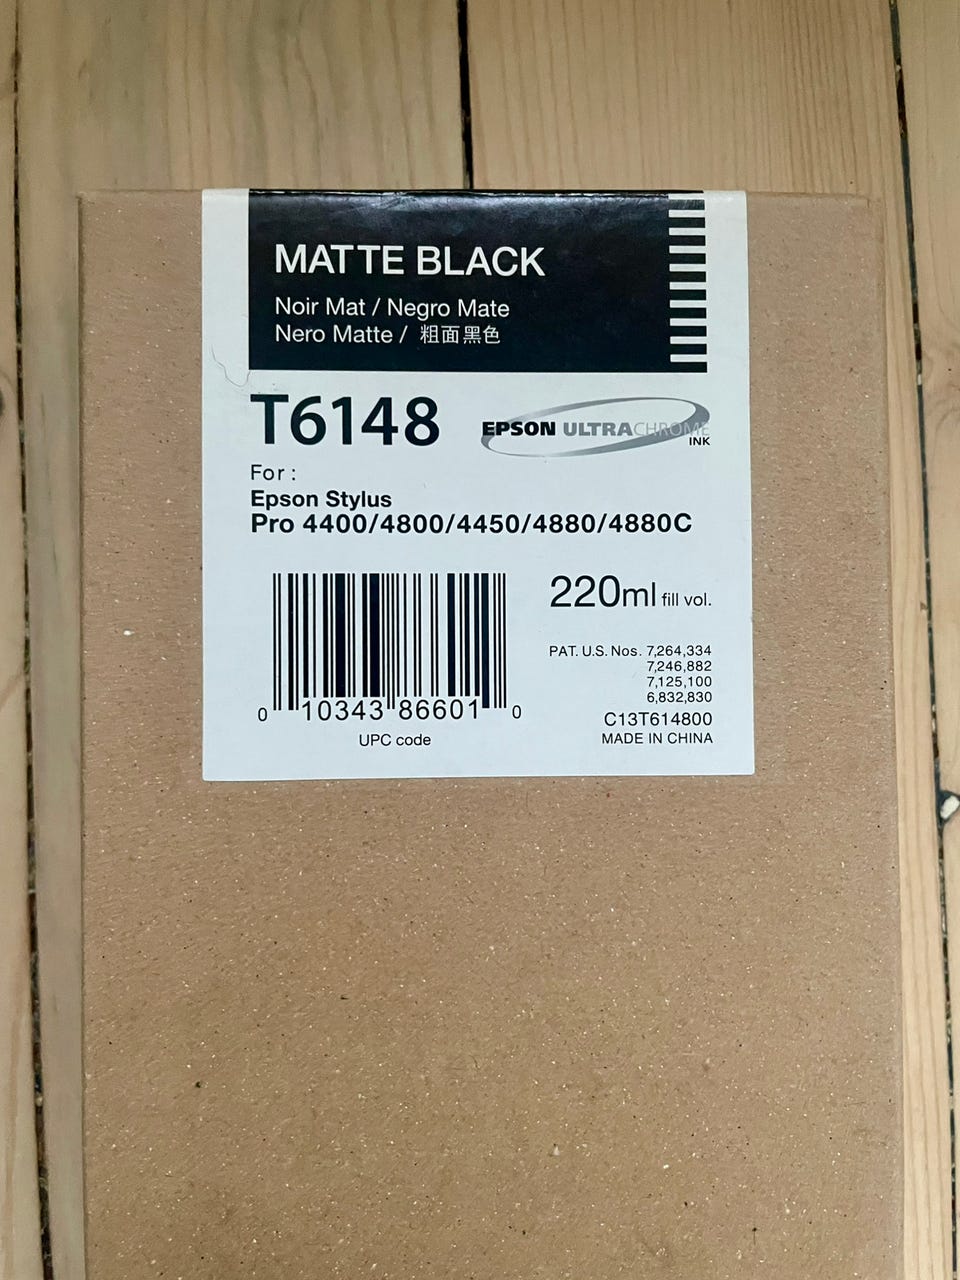 MATTE BLACK
Noir Mat / Negro Mate
Nero Matte / 粗面黑色
T6148
EPSON ULTRACHROME
INK
For :
Epson Stylus
Pro 4400/4800/4450/4880/4880C
220ml fill vol.
PAT. U.S. Nos. 7,264,334
7,246,882
7,125,100
6,832,830
C13T614800
MADE IN CHINA
0 10343 86601 0
UPC code